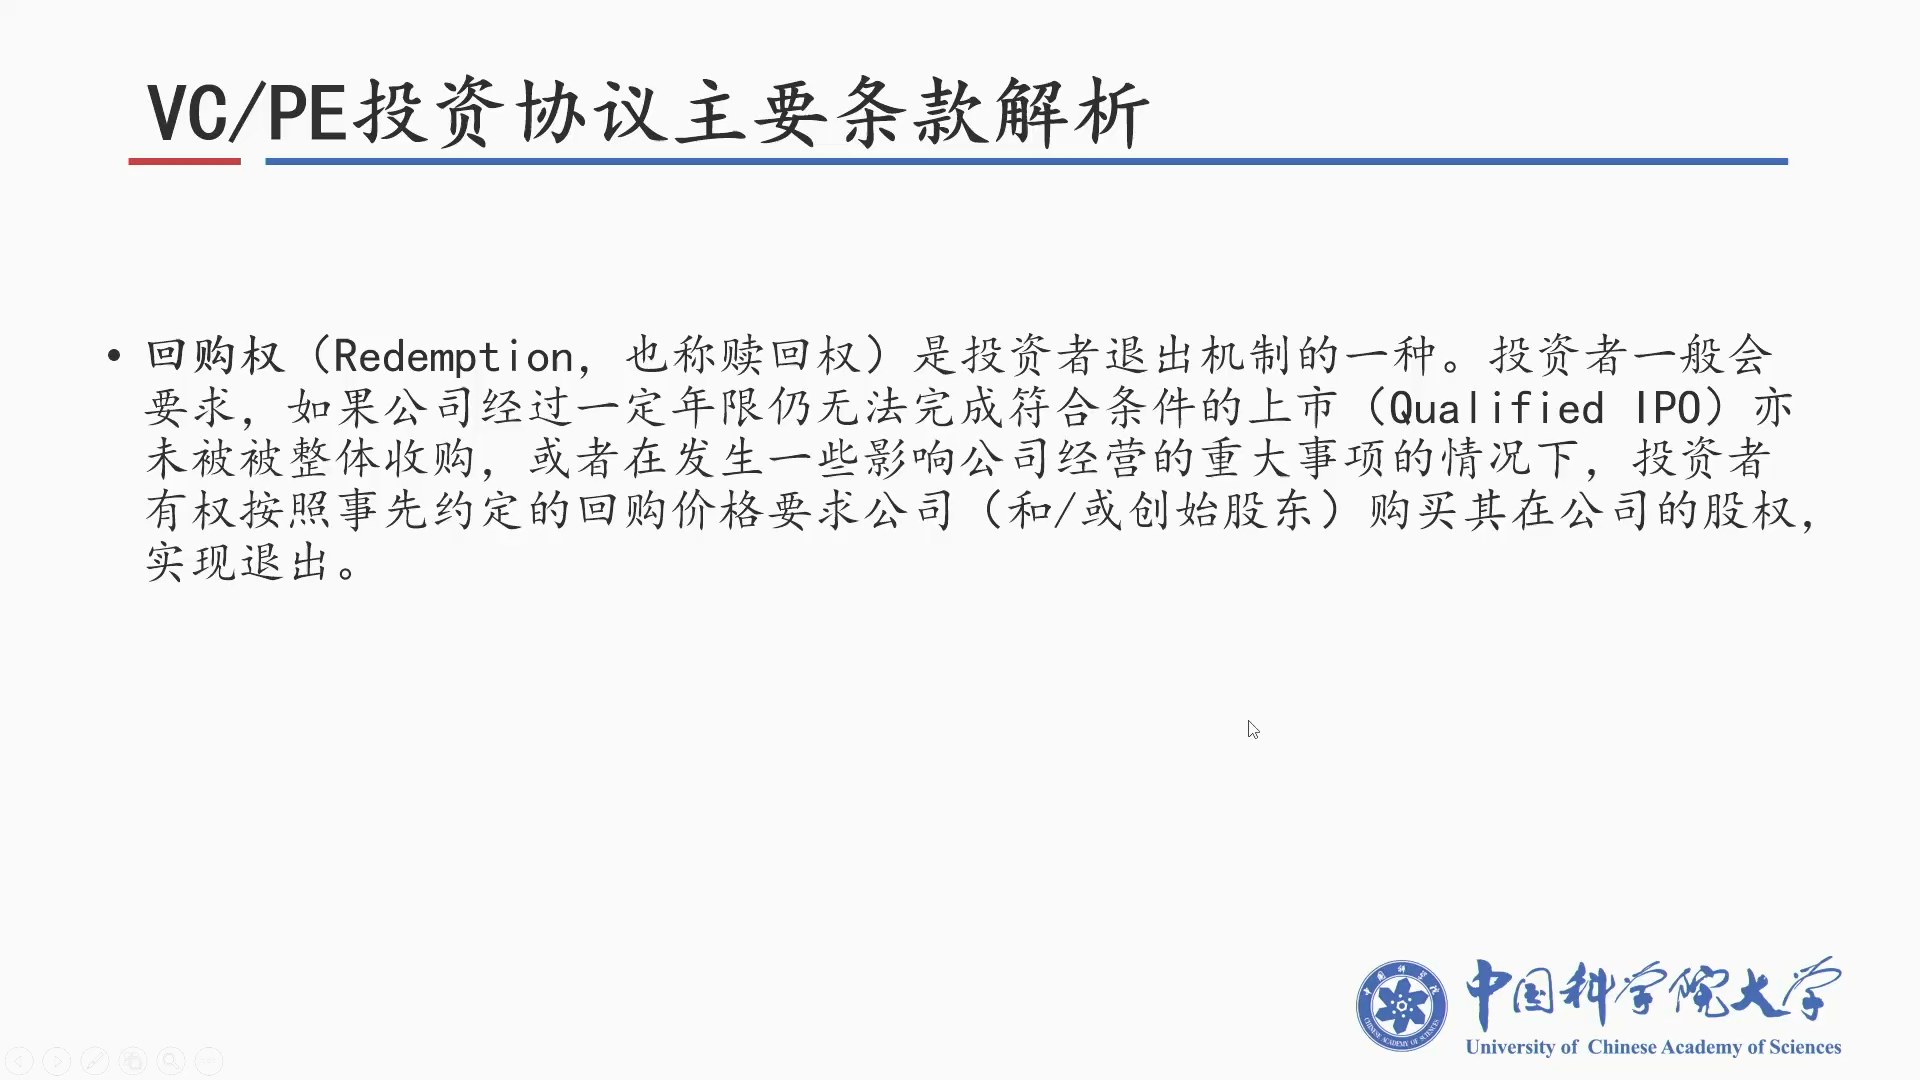 VC/PE投资协议主要条款解析
• 回购权（Redemption，也称赎回权）是投资者退出机制的一种。投资者一般会
要求，如果公司经过一定年限仍无法完成符合条件的上市（Qualified IPO）亦
未被被整体收购，或者在发生一些影响公司经营的重大事项的情况下，投资者
有权按照事先约定的回购价格要求公司（和/或创始股东）购买其在公司的股权，
实现退出。
中国科学院大学
University of Chinese Academy of Sciences